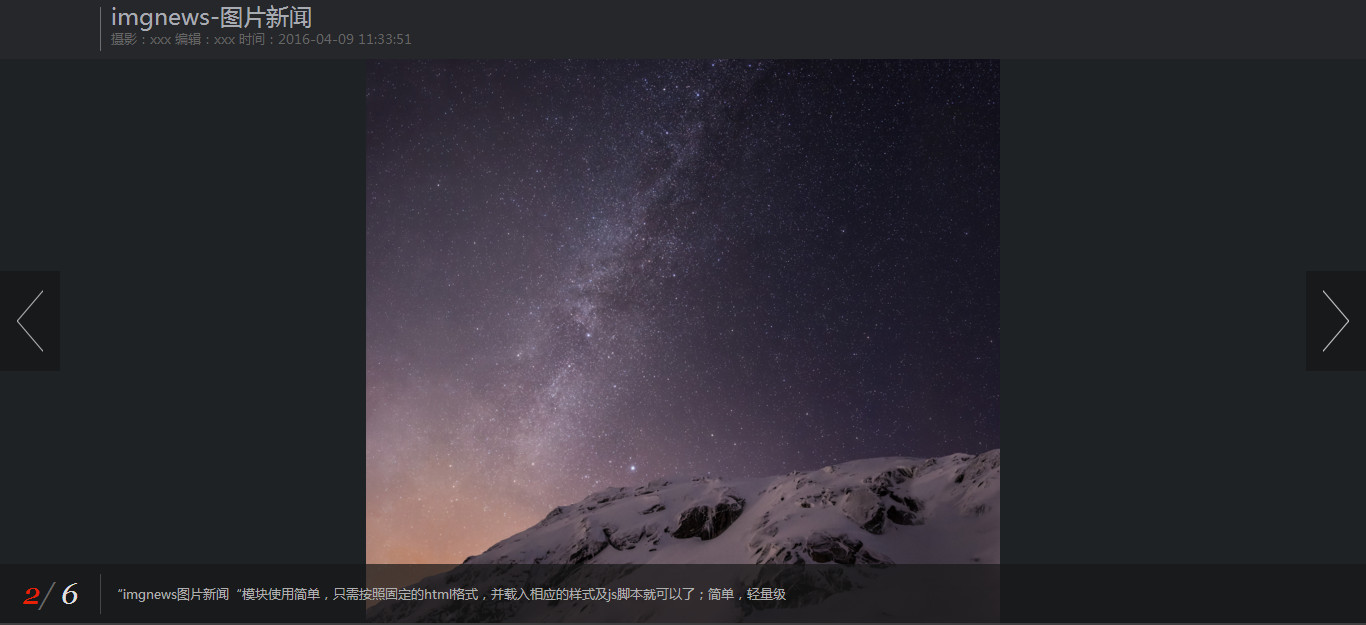 imgnews-图片新闻
摄影：xxx 编辑：xxx 时间：2016-04-09 11:33:51
2/ 6
“imgnews图片新闻“模块使用简单，只需按照固定的html格式，并载入相应的样式及js脚本就可以了；简单，轻量级